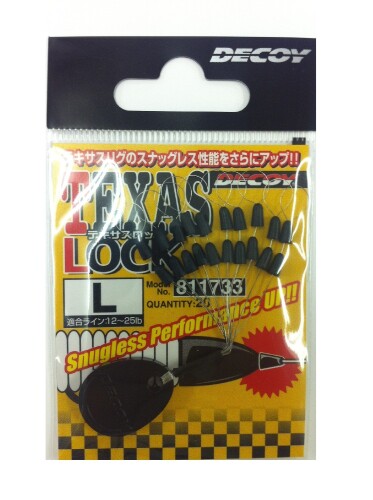 DECOY
テキサスリグのスナッグレス性能をさらにアップ!!
DECOY
TEXAS
テキサスロック
LOCK
L
Model No. 811733
QUANTITY:20
適合ライン:12〜25lb
Snugless Performance Up!!